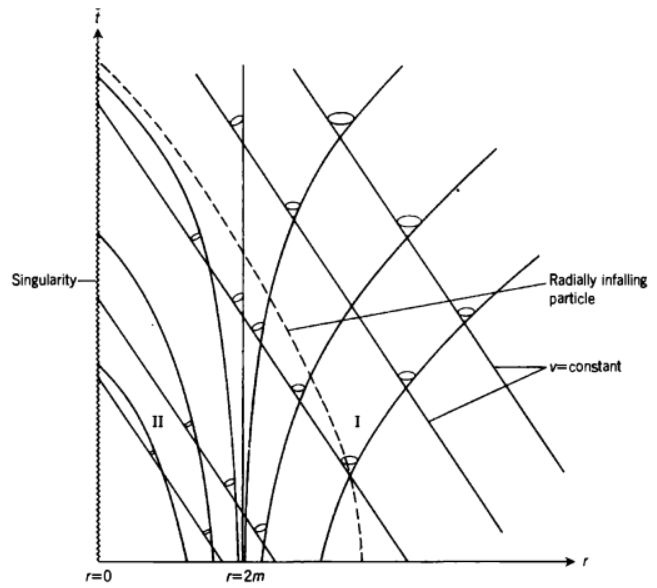 t̄
Singularity
Radially infalling
particle
v=constant
I
II
r=0
r=2m
r